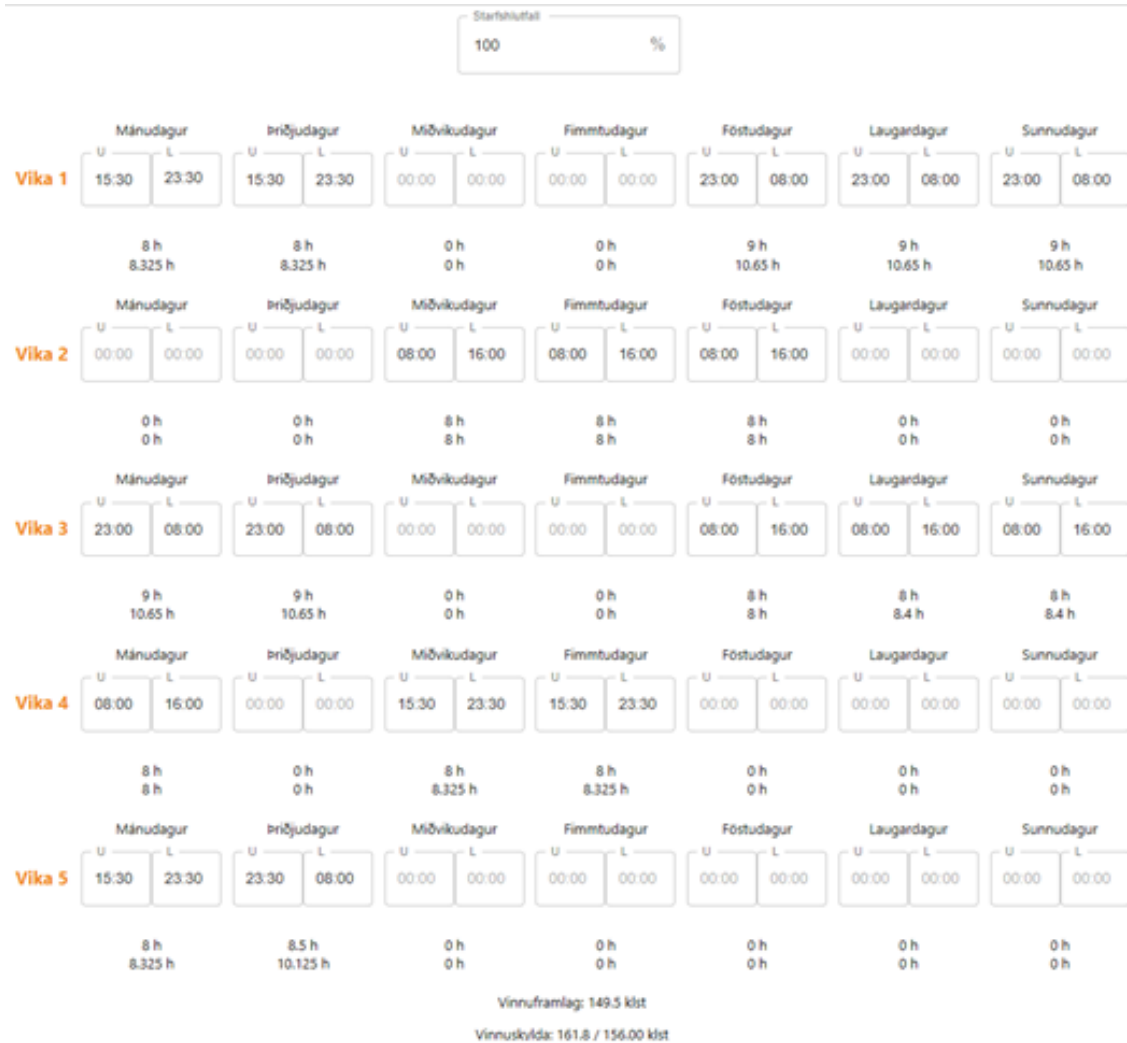 Starfshlutfall
100 %
Mánudagur Þriðjudagur Miðvikudagur Fimmtudagur Föstudagur Laugardagur Sunnudagur
U L U L U L U L U L U L U L
Vika 1 15:30 23:30 15:30 23:30 00:00 00:00 00:00 00:00 23:00 08:00 23:00 08:00 23:00 08:00
8 h 8 h 0 h 0 h 9 h 9 h 9 h
8.325 h 8.325 h 0 h 0 h 10.65 h 10.65 h 10.65 h
Mánudagur Þriðjudagur Miðvikudagur Fimmtudagur Föstudagur Laugardagur Sunnudagur
U L U L U L U L U L U L U L
Vika 2 00:00 00:00 00:00 00:00 08:00 16:00 08:00 16:00 08:00 16:00 00:00 00:00 00:00 00:00
0 h 0 h 8 h 8 h 8 h 0 h 0 h
0 h 0 h 8 h 8 h 8 h 0 h 0 h
Mánudagur Þriðjudagur Miðvikudagur Fimmtudagur Föstudagur Laugardagur Sunnudagur
U L U L U L U L U L U L U L
Vika 3 23:00 08:00 23:00 08:00 00:00 00:00 00:00 00:00 08:00 16:00 08:00 16:00 08:00 16:00
9 h 9 h 0 h 0 h 8 h 8 h 8 h
10.65 h 10.65 h 0 h 0 h 8 h 8.4 h 8.4 h
Mánudagur Þriðjudagur Miðvikudagur Fimmtudagur Föstudagur Laugardagur Sunnudagur
U L U L U L U L U L U L U L
Vika 4 08:00 16:00 00:00 00:00 15:30 23:30 15:30 23:30 00:00 00:00 00:00 00:00 00:00 00:00
8 h 0 h 8 h 8 h 0 h 0 h 0 h
8 h 0 h 8.325 h 8.325 h 0 h 0 h 0 h
Mánudagur Þriðjudagur Miðvikudagur Fimmtudagur Föstudagur Laugardagur Sunnudagur
U L U L U L U L U L U L U L
Vika 5 15:30 23:30 23:30 08:00 00:00 00:00 00:00 00:00 00:00 00:00 00:00 00:00 00:00 00:00
8 h 8.5 h 0 h 0 h 0 h 0 h 0 h
8.325 h 10.125 h 0 h 0 h 0 h 0 h 0 h
Vinnuframlag: 149.5 klst
Vinnuskylda: 161.8 / 156.00 klst